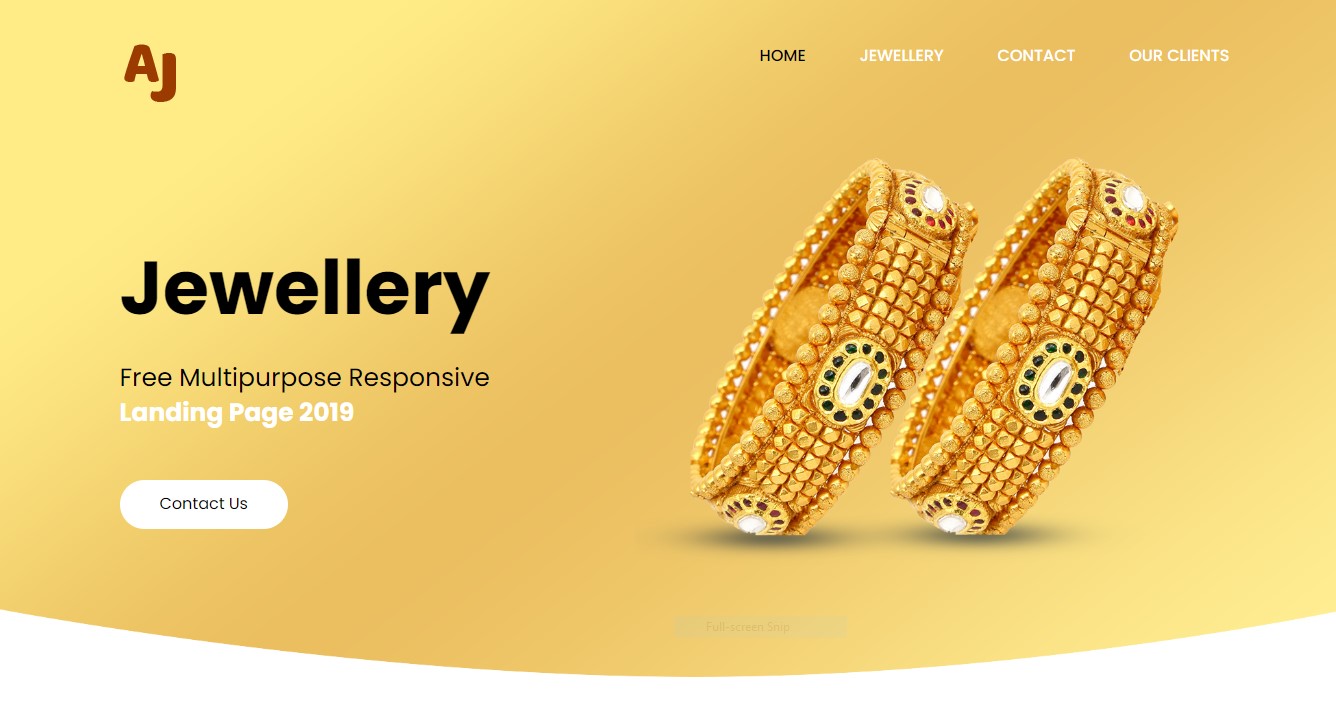 AJ
HOME
JEWELLERY
CONTACT
OUR CLIENTS
Jewellery
Free Multipurpose Responsive
Landing Page 2019
Contact Us
Full-screen Snip